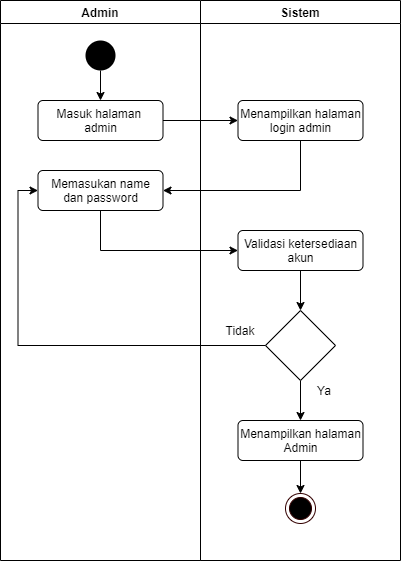 Admin
Sistem
Masuk halaman
admin
Menampilkan halaman
login admin
Memasukan name
dan password
Validasi ketersediaan
akun
Tidak
Ya
Menampilkan halaman
Admin